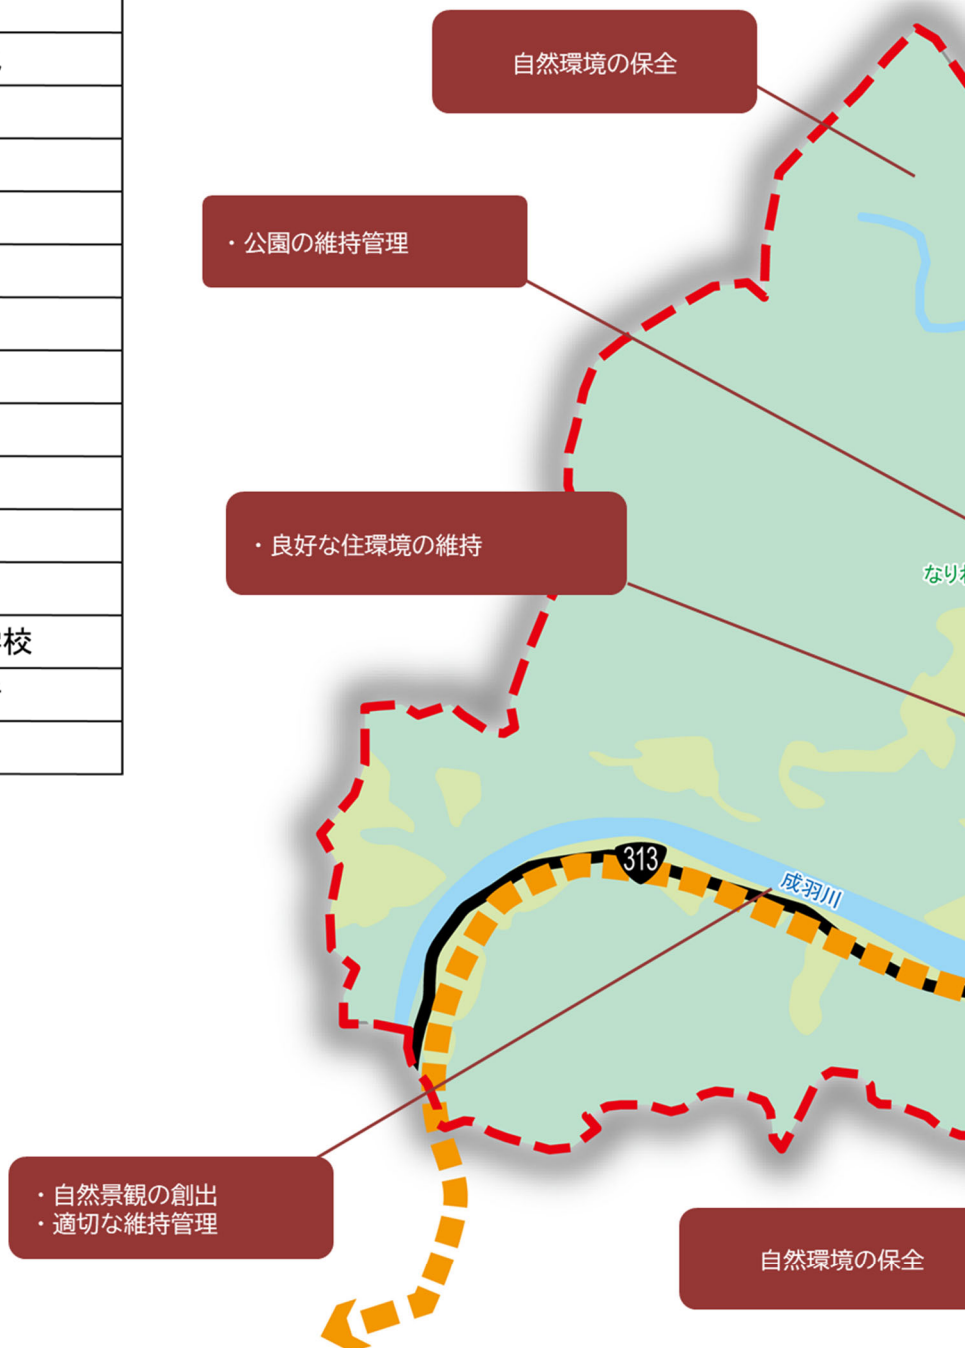 自然環境の保全
・公園の維持管理
・良好な住環境の維持
なり
校
313
成羽川
・自然景観の創出
・適切な維持管理
自然環境の保全